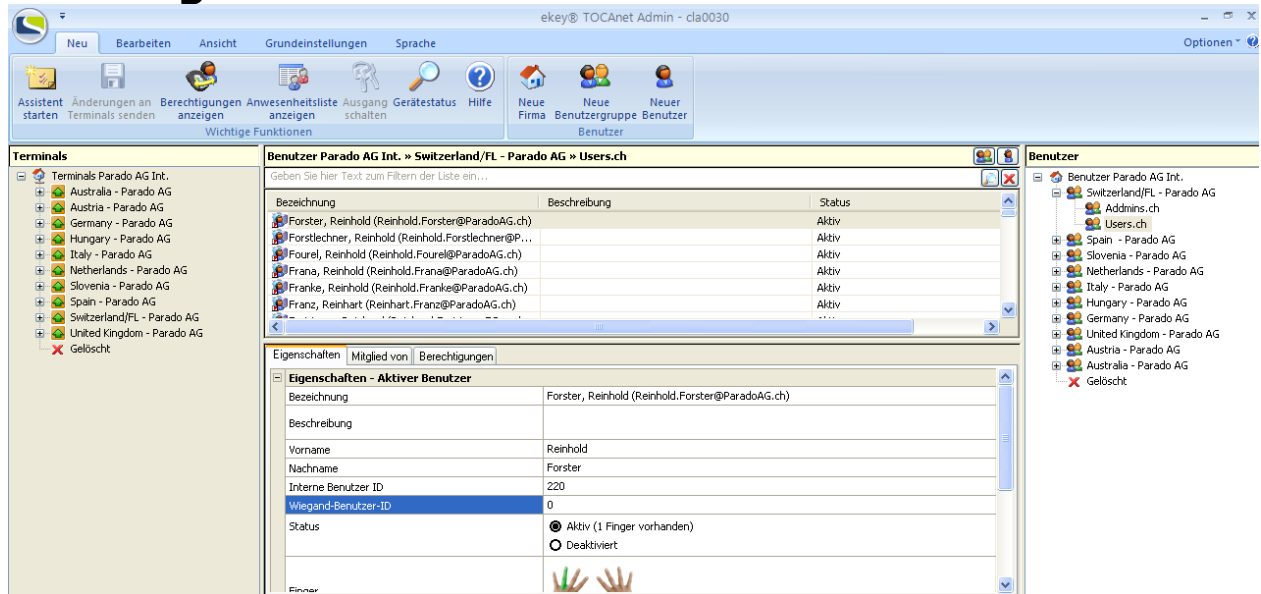 ekey® TOCAnet Admin - cla0030
Neu Bearbeiten Ansicht Grundeinstellungen Sprache Optionen
Assistent starten
Änderungen an Terminals senden
Berechtigungen anzeigen
Anwesenheitsliste anzeigen
Ausgang schalten
Gerätestatus
Hilfe
Neue Firma
Neue Benutzergruppe
Neuer Benutzer
Wichtige Funktionen
Benutzer
Terminals
Terminals Parado AG Int.
Australia - Parado AG
Austria - Parado AG
Germany - Parado AG
Hungary - Parado AG
Italy - Parado AG
Netherlands - Parado AG
Slovenia - Parado AG
Spain - Parado AG
Switzerland/FL - Parado AG
United Kingdom - Parado AG
Gelöscht
Benutzer Parado AG Int. » Switzerland/FL - Parado AG » Users.ch
Geben Sie hier Text zum Filtern der Liste ein...
Bezeichnung Beschreibung Status
Forster, Reinhold (Reinhold.Forster@ParadoAG.ch) Aktiv
Forstlechner, Reinhold (Reinhold.Forstlechner@P... Aktiv
Fourel, Reinhold (Reinhold.Fourel@ParadoAG.ch) Aktiv
Frana, Reinhold (Reinhold.Frana@ParadoAG.ch) Aktiv
Franke, Reinhold (Reinhold.Franke@ParadoAG.ch) Aktiv
Franz, Reinhart (Reinhart.Franz@ParadoAG.ch) Aktiv
Eigenschaften Mitglied von Berechtigungen
Eigenschaften - Aktiver Benutzer
Bezeichnung Forster, Reinhold (Reinhold.Forster@ParadoAG.ch)
Beschreibung
Vorname Reinhold
Nachname Forster
Interne Benutzer ID 220
Wiegand-Benutzer-ID 0
Status Aktiv (1 Finger vorhanden)
Deaktiviert
Finger
Benutzer
Benutzer Parado AG Int.
Switzerland/FL - Parado AG
Addmins.ch
Users.ch
Spain - Parado AG
Slovenia - Parado AG
Netherlands - Parado AG
Italy - Parado AG
Hungary - Parado AG
Germany - Parado AG
United Kingdom - Parado AG
Austria - Parado AG
Australia - Parado AG
Gelöscht